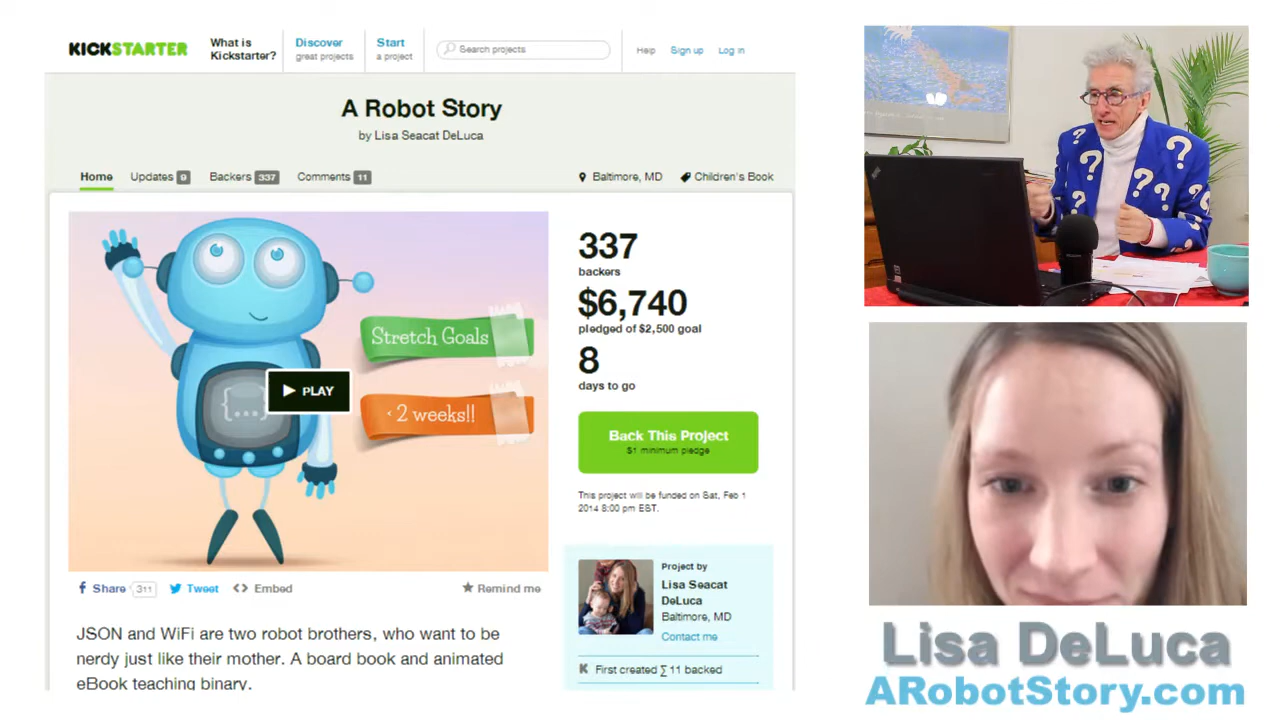 KICKSTARTER
What is
Kickstarter?
Discover
great projects
Start
a project
Search projects
Help
Sign up
Log in
A Robot Story
by Lisa Seacat DeLuca
Home
Updates 9
Backers 337
Comments 11
Baltimore, MD
Children's Book
Stretch Goals
{...}
PLAY
< 2 weeks!!
337
backers
$6,740
pledged of $2,500 goal
8
days to go
Back This Project
$1 minimum pledge
This project will be funded on Sat, Feb 1
2014 8:00 pm EST.
Share 311
Tweet
Embed
Remind me
Project by
Lisa Seacat
DeLuca
Baltimore, MD
Contact me
First created
11 backed
JSON and WiFi are two robot brothers, who want to be
nerdy just like their mother. A board book and animated
eBook teaching binary.
Lisa DeLuca
ARobotStory.com